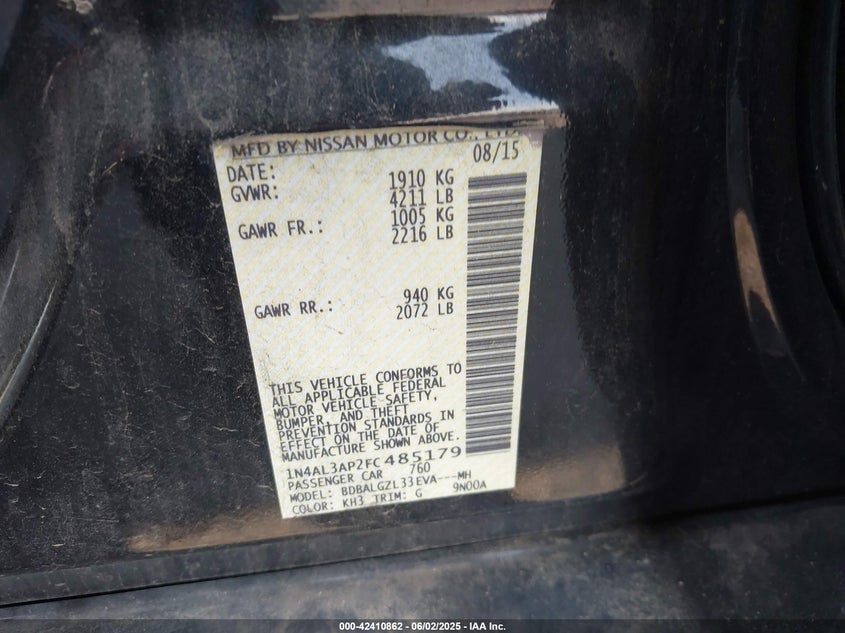 MFD BY NISSAN MOTOR CO., LTD.
DATE: 08/15
GVWR: 1910 KG
4211 LB
GAWR FR.: 1005 KG
2216 LB
GAWR RR.: 940 KG
2072 LB
THIS VEHICLE CONFORMS TO
ALL APPLICABLE FEDERAL
MOTOR VEHICLE SAFETY,
BUMPER, AND THEFT
PREVENTION STANDARDS IN
EFFECT ON THE DATE OF
MANUFACTURE SHOWN ABOVE.
1N4AL3AP2FC485179
PASSENGER CAR 760
MODEL: BDBALGZL33EVA---MH
COLOR: KH3 TRIM: G 9N00A
000-42410862 - 06/02/2025 - IAA Inc.